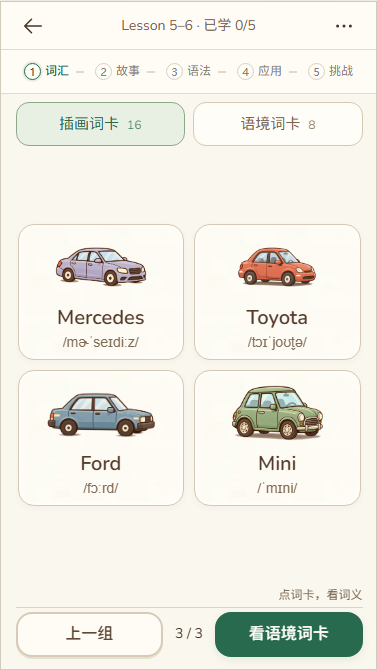 Lesson 5–6 · 已学 0/5
1 词汇 – 2 故事 – 3 语法 – 4 应用 – 5 挑战
插画词卡 16 语境词卡 8
Mercedes Toyota
/mɚˈseɪdiːz/ /tɔɪˈjoʊt̬ə/
Ford Mini
/fɔːrd/ /ˈmɪni/
点词卡，看词义
上一组 3 / 3 看语境词卡